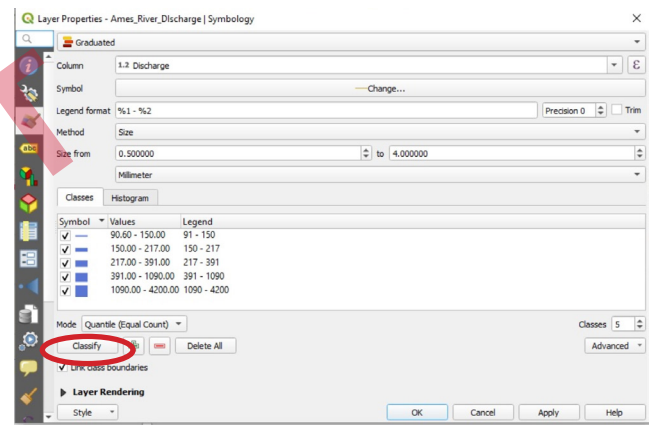 Layer Properties - Ames_River_DIscharge | Symbology
Graduated
Column 1.2 Discharge ε
Symbol Change...
Legend format %1 - %2 Precision 0 Trim
Method Size
Size from 0.500000 to 4.000000
Millimeter
Classes Histogram
Symbol Values Legend
90.60 - 150.00 91 - 150
150.00 - 217.00 150 - 217
217.00 - 391.00 217 - 391
391.00 - 1090.00 391 - 1090
1090.00 - 4200.00 1090 - 4200
Mode Quantile (Equal Count) Classes 5
Classify Delete All Advanced
Link class boundaries
Layer Rendering
Style OK Cancel Apply Help
abc